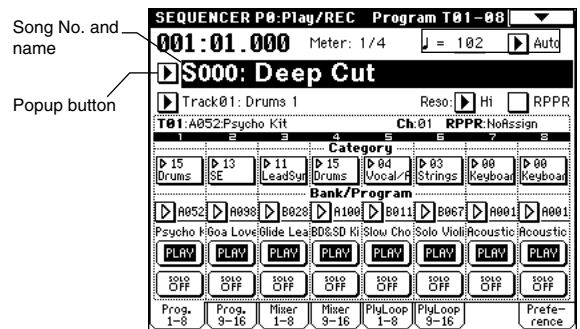 Song No. and
name
Popup button
SEQUENCER P0:Play/REC Program T01-08
001:01.000 Meter: 1/4 ♩ = 102 Auto
S000: Deep Cut
Track01: Drums 1 Reso: Hi RPPR
T01:A052:Psycho Kit Ch:01 RPPR:NoAssign
1 2 3 4 5 6 7 8
Category
15 13 11 15 04 03 00 00
Drums SE LeadSyn Drums Vocal/A Strings Keyboar Keyboar
Bank/Program
A052 A098 B028 A100 B011 B067 A001 A001
Psycho K Goa Love Glide Lea BD&SD Ki Slow Cho Solo Violi Acoustic Acoustic
PLAY PLAY PLAY PLAY PLAY PLAY PLAY PLAY
SOLO SOLO SOLO SOLO SOLO SOLO SOLO SOLO
OFF OFF OFF OFF OFF OFF OFF OFF
Prog. Prog. Mixer Mixer PlyLoop PlyLoop Prefe-
1-8 9-16 1-8 9-16 1-8 9-16 rence